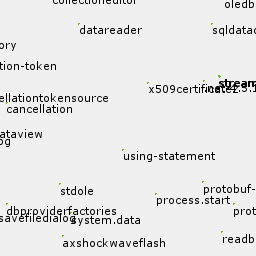 collectioneditor
oledb
datareader
sqldatac
ory
tion-token
stream
x509certificate2
ellationtokensource
cancellation
ataview
og
using-statement
stdole
protobuf-
process.start
dbproviderfactories
prot
savefiledialog
system.data
readb
axshockwaveflash